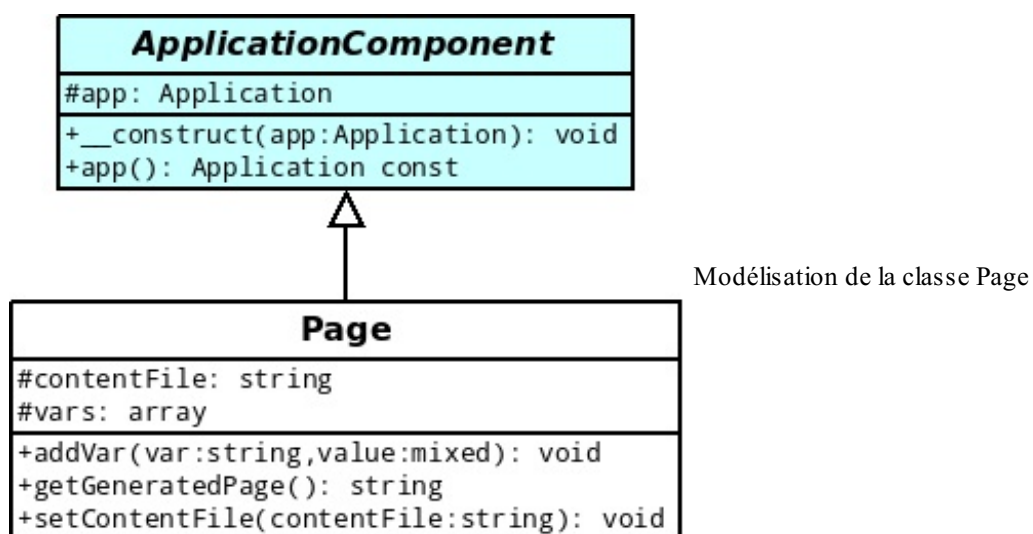 ApplicationComponent
#app: Application
+__construct(app:Application): void
+app(): Application const
Modélisation de la classe Page
Page
#contentFile: string
#vars: array
+addVar(var:string,value:mixed): void
+getGeneratedPage(): string
+setContentFile(contentFile:string): void